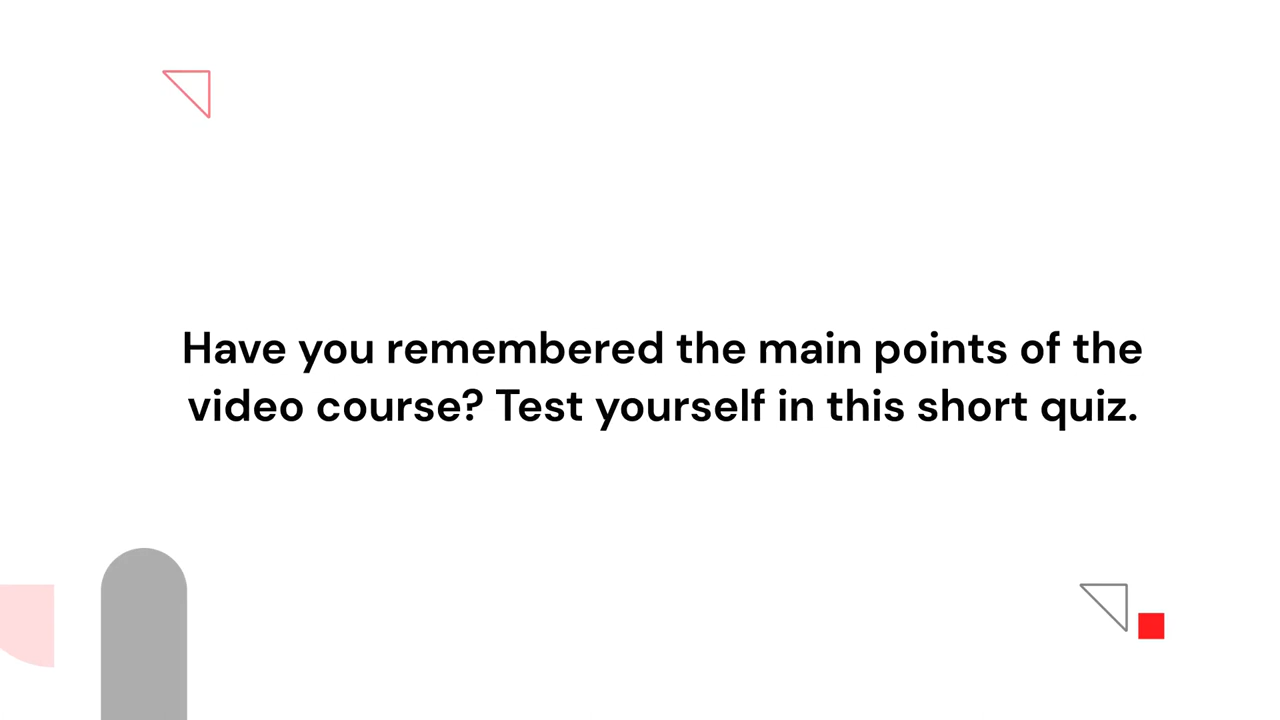 Have you remembered the main points of the
video course? Test yourself in this short quiz.